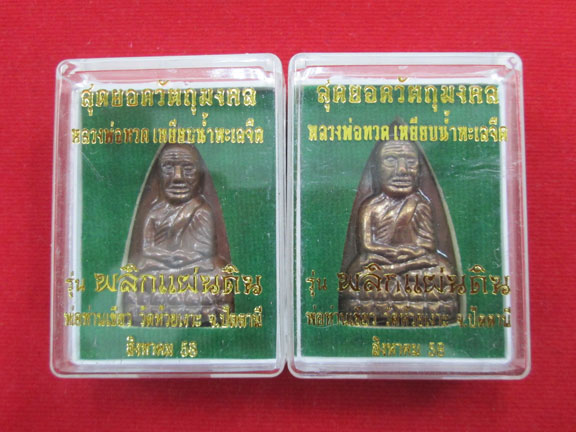 สุดยอดวัตถุมงคล
หลวงพ่อทวด เหยียบน้ำทะเลจืด
รุ่น พลิกแผ่นดิน
พ่อท่านเขียว วัดห้วยเงาะ จ.ปัตตานี
สิงหาคม 53
สุดยอดวัตถุมงคล
หลวงพ่อทวด เหยียบน้ำทะเลจืด
รุ่น พลิกแผ่นดิน
พ่อท่านเขียว วัดห้วยเงาะ จ.ปัตตานี
สิงหาคม 53